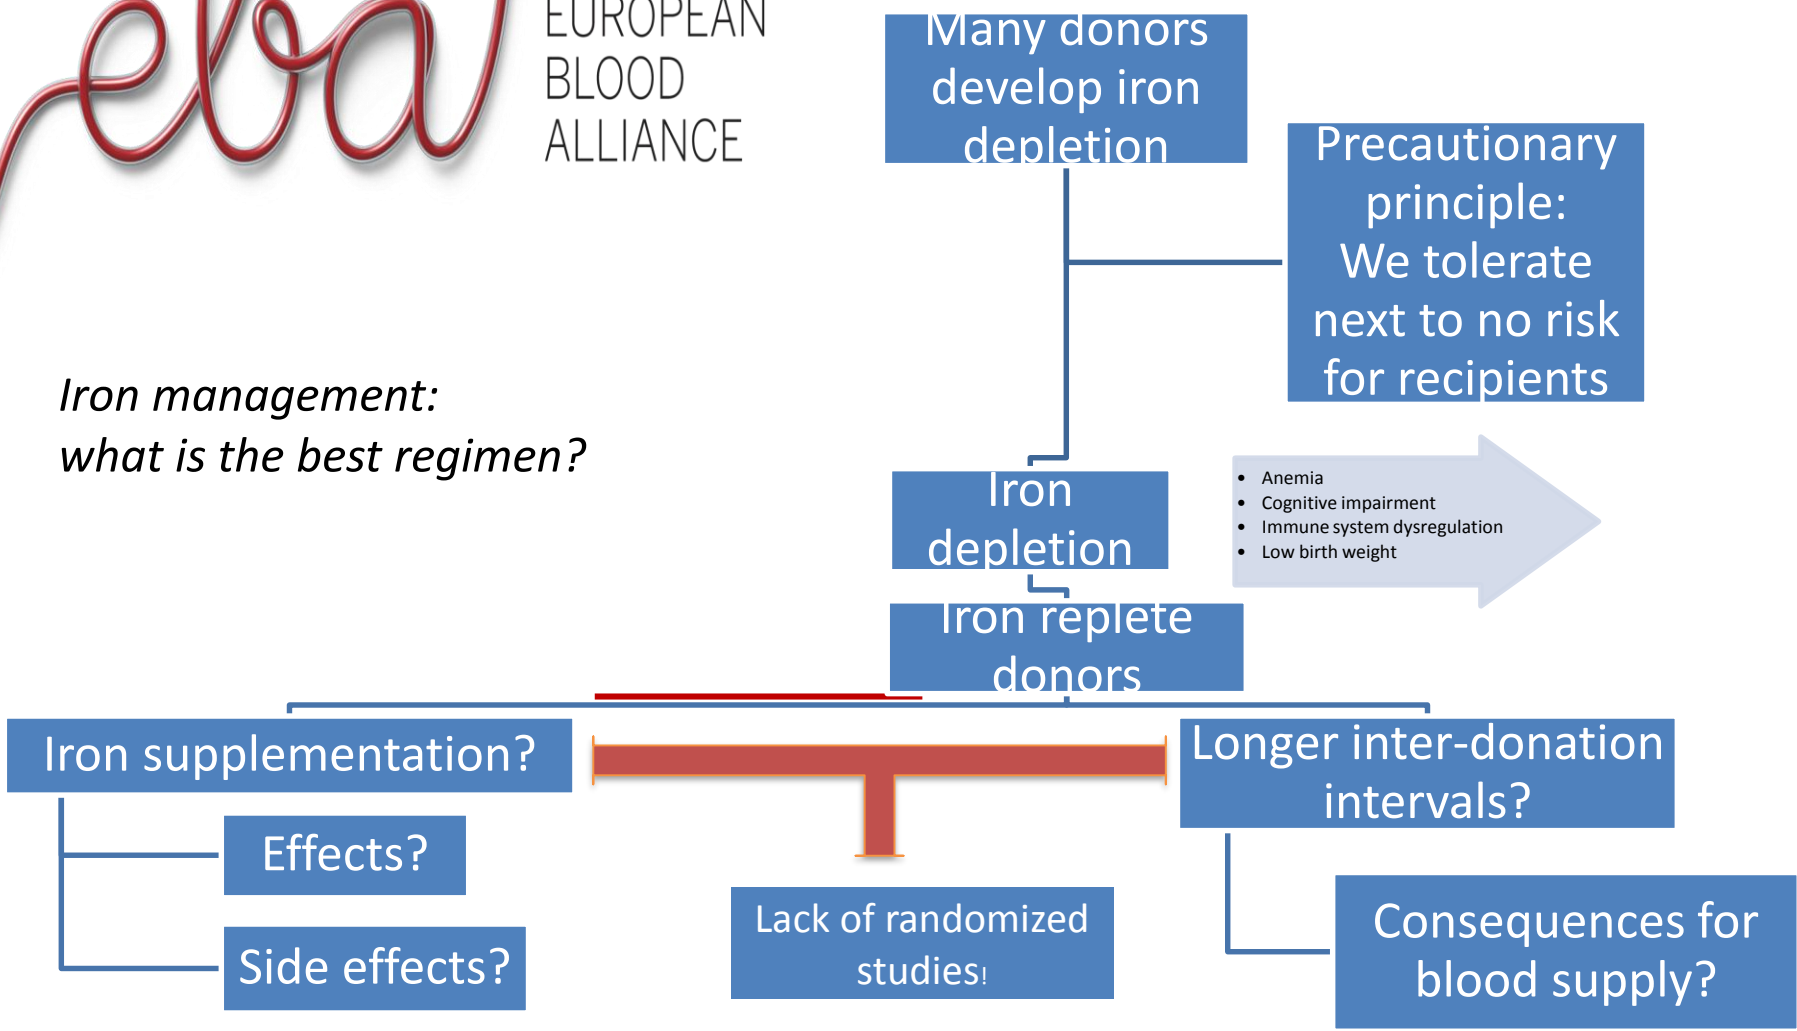 eba
EUROPEAN
BLOOD
ALLIANCE
Many donors
develop iron
depletion
Precautionary
principle:
We tolerate
next to no risk
for recipients
Iron management:
what is the best regimen?
Iron
depletion
• Anemia
• Cognitive impairment
• Immune system dysregulation
• Low birth weight
Iron replete
donors
Iron supplementation?
Longer inter-donation
intervals?
Effects?
Side effects?
Lack of randomized
studies!
Consequences for
blood supply?